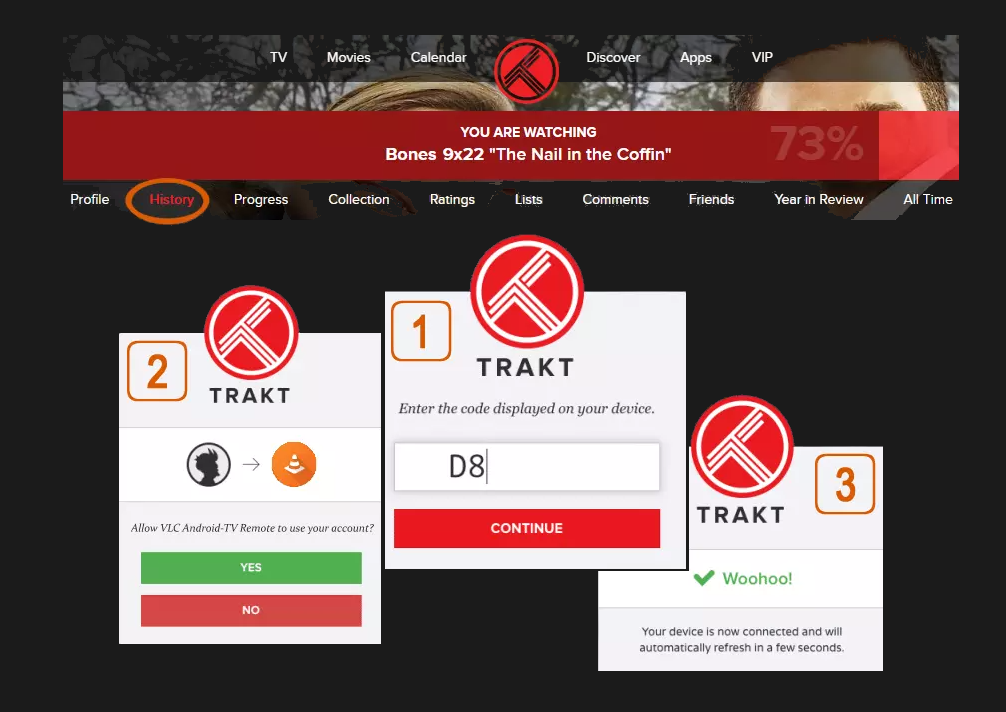 TV Movies Calendar Discover Apps VIP
YOU ARE WATCHING
Bones 9x22 "The Nail in the Coffin"
73%
Profile History Progress Collection Ratings Lists Comments Friends Year in Review All Time
1
TRAKT
Enter the code displayed on your device.
D8
CONTINUE
2
TRAKT
Allow VLC Android-TV Remote to use your account?
YES
NO
3
TRAKT
Woohoo!
Your device is now connected and will
automatically refresh in a few seconds.